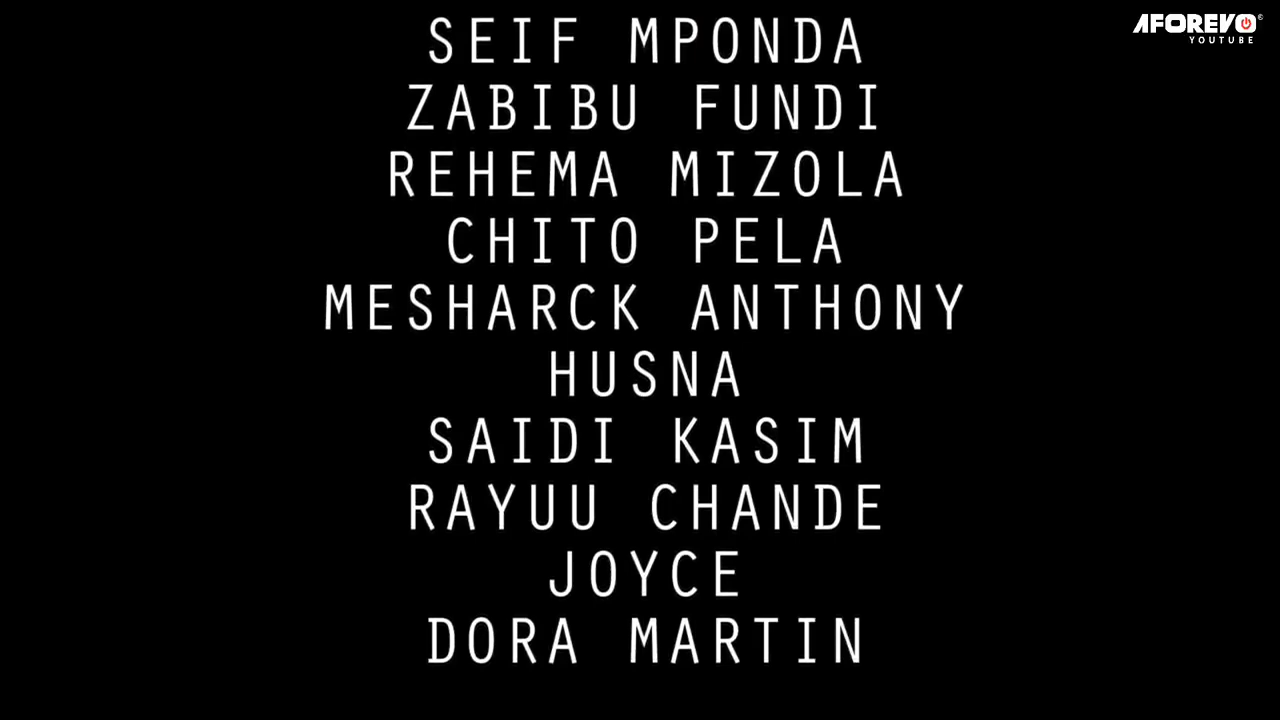 AFOREVO®
YOUTUBE
SEIF MPONDA
ZABIBU FUNDI
REHEMA MIZOLA
CHITO PELA
MESHARCK ANTHONY
HUSNA
SAIDI KASIM
RAYUU CHANDE
JOYCE
DORA MARTIN